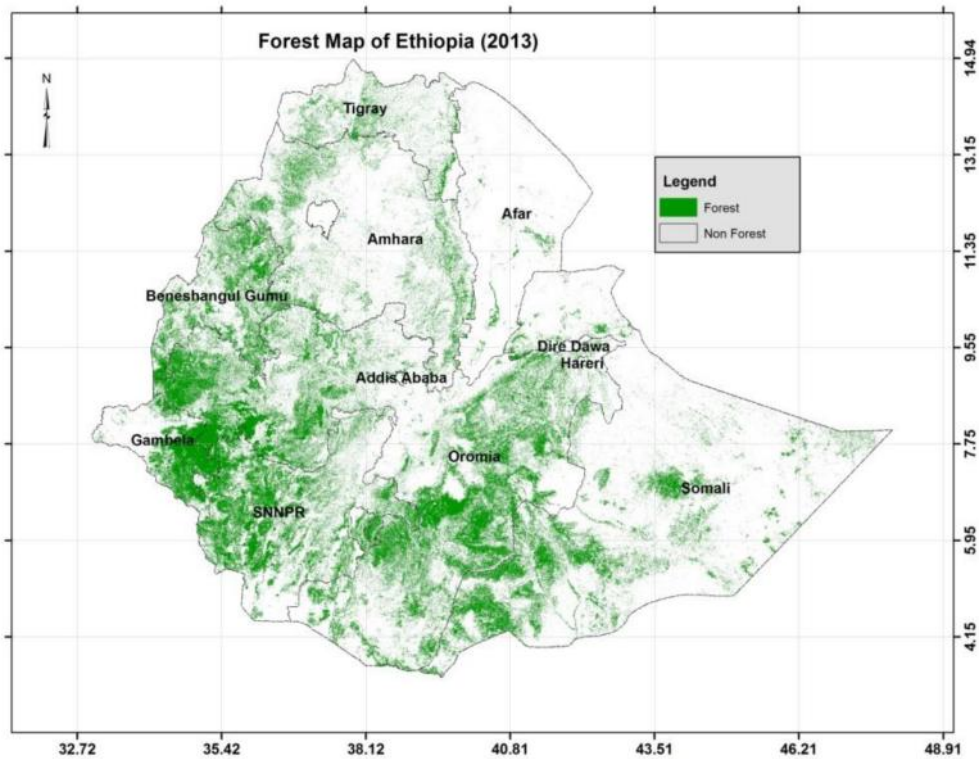 Forest Map of Ethiopia (2013)
N
Legend
Forest
Non Forest
Tigray
Afar
Amhara
Beneshangul Gumu
Dire Dawa
Hareri
Addis Ababa
Gambela
Oromia
Somali
SNNPR
14.94
13.15
11.35
9.55
7.75
5.95
4.15
32.72
35.42
38.12
40.81
43.51
46.21
48.91